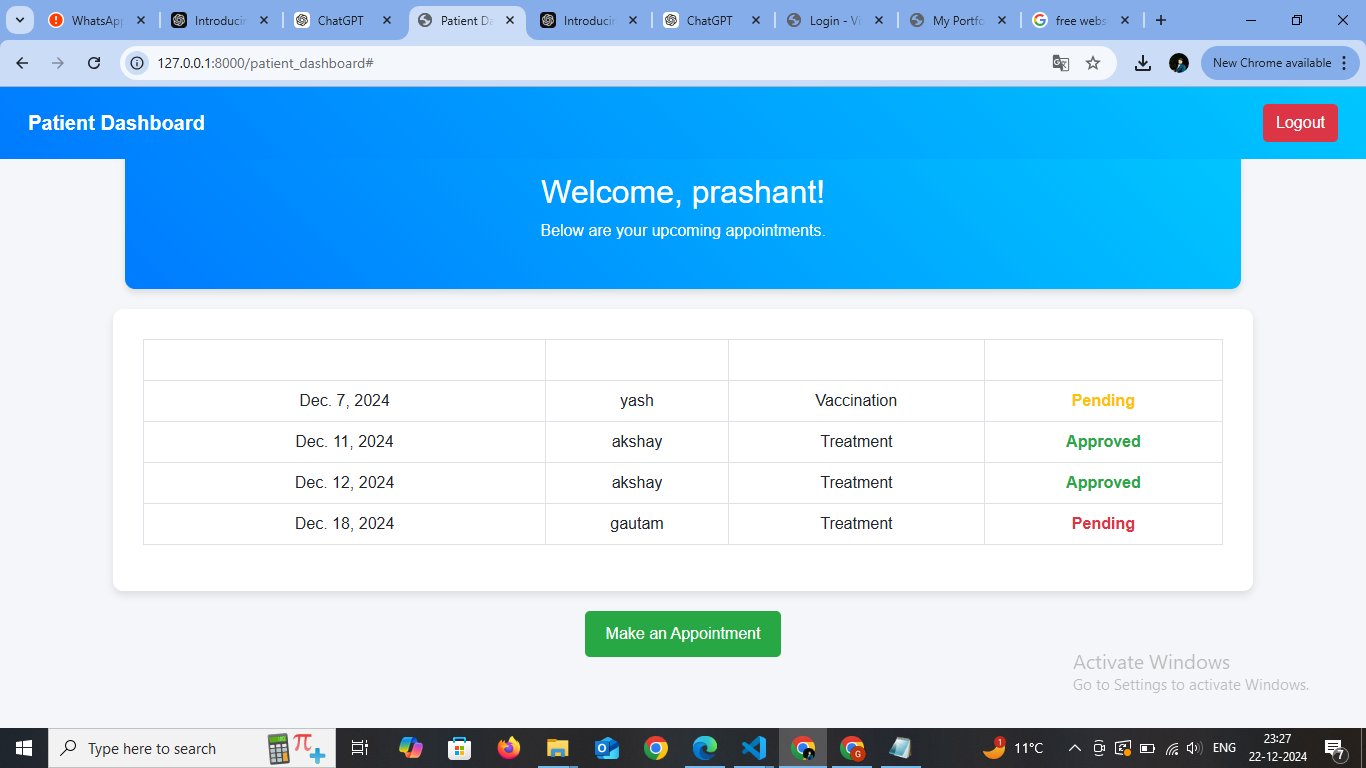 WhatsApp
Introducin
ChatGPT
Patient Da
Introducin
ChatGPT
Login - Vi
My Portfo
free webs
127.0.0.1:8000/patient_dashboard#
New Chrome available
Patient Dashboard
Logout
Welcome, prashant!
Below are your upcoming appointments.
Dec. 7, 2024 yash Vaccination Pending
Dec. 11, 2024 akshay Treatment Approved
Dec. 12, 2024 akshay Treatment Approved
Dec. 18, 2024 gautam Treatment Pending
Make an Appointment
Activate Windows
Go to Settings to activate Windows.
Type here to search
1
11°C
ENG
23:27
22-12-2024
7